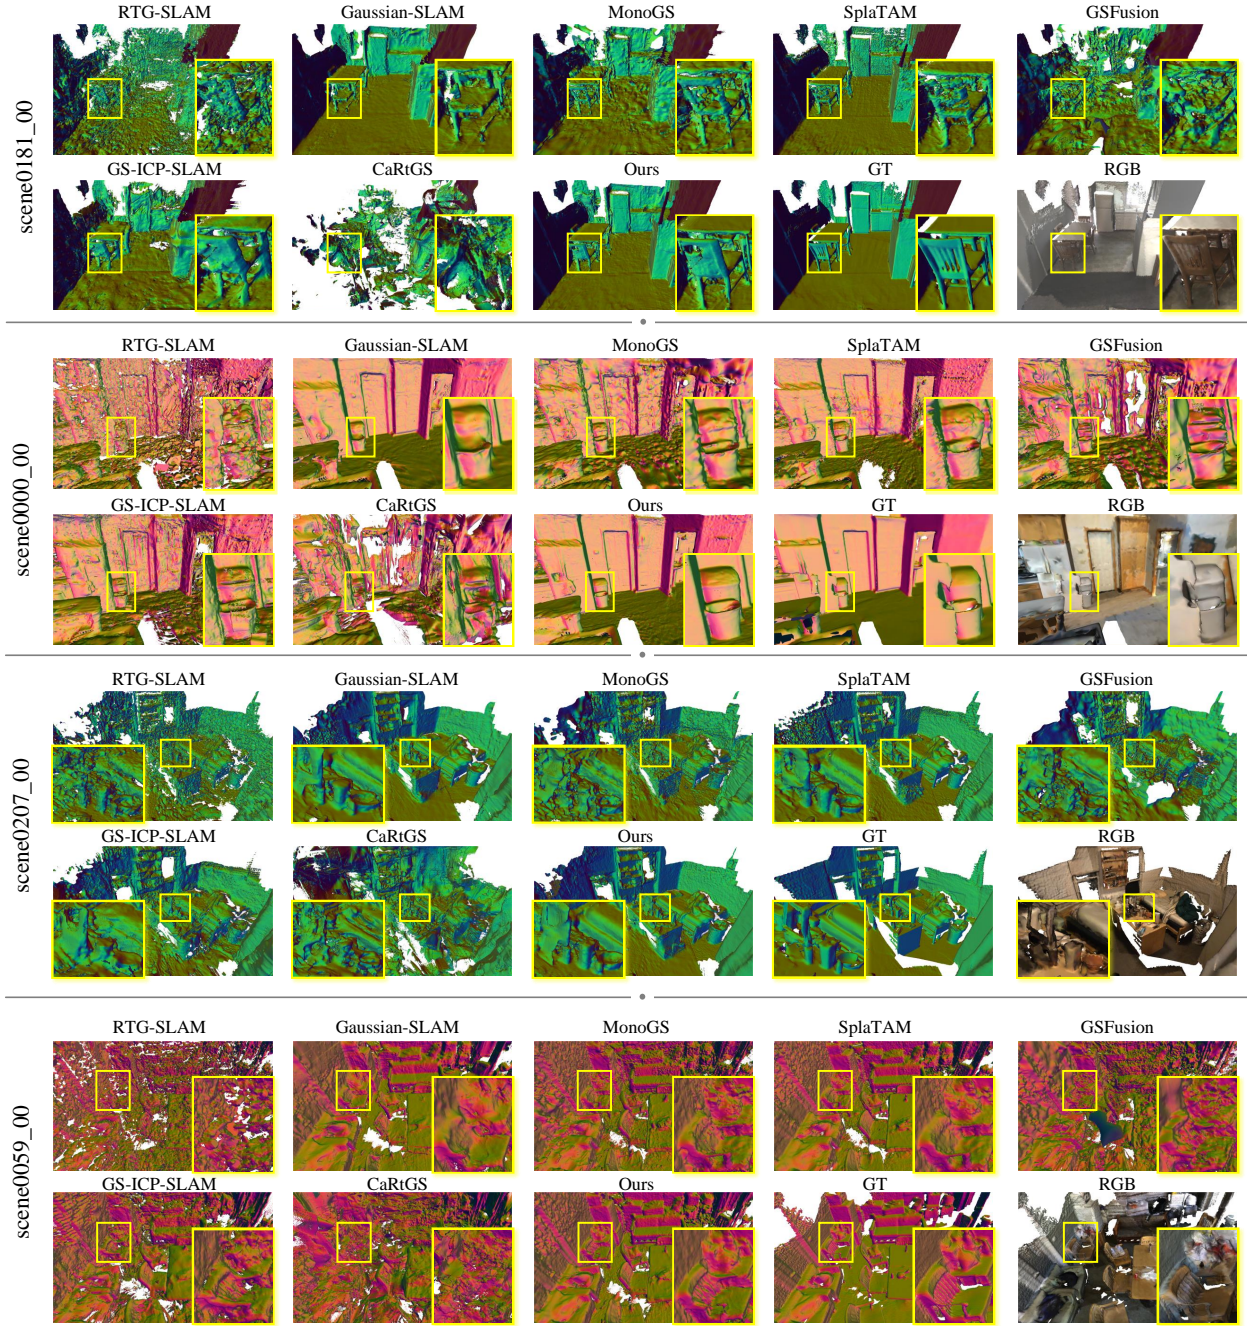 RTG-SLAM Gaussian-SLAM MonoGS SplaTAM GSFusion
scene0181_00
GS-ICP-SLAM CaRtGS Ours GT RGB
RTG-SLAM Gaussian-SLAM MonoGS SplaTAM GSFusion
scene0000_00
GS-ICP-SLAM CaRtGS Ours GT RGB
RTG-SLAM Gaussian-SLAM MonoGS SplaTAM GSFusion
scene0207_00
GS-ICP-SLAM CaRtGS Ours GT RGB
RTG-SLAM Gaussian-SLAM MonoGS SplaTAM GSFusion
scene0059_00
GS-ICP-SLAM CaRtGS Ours GT RGB